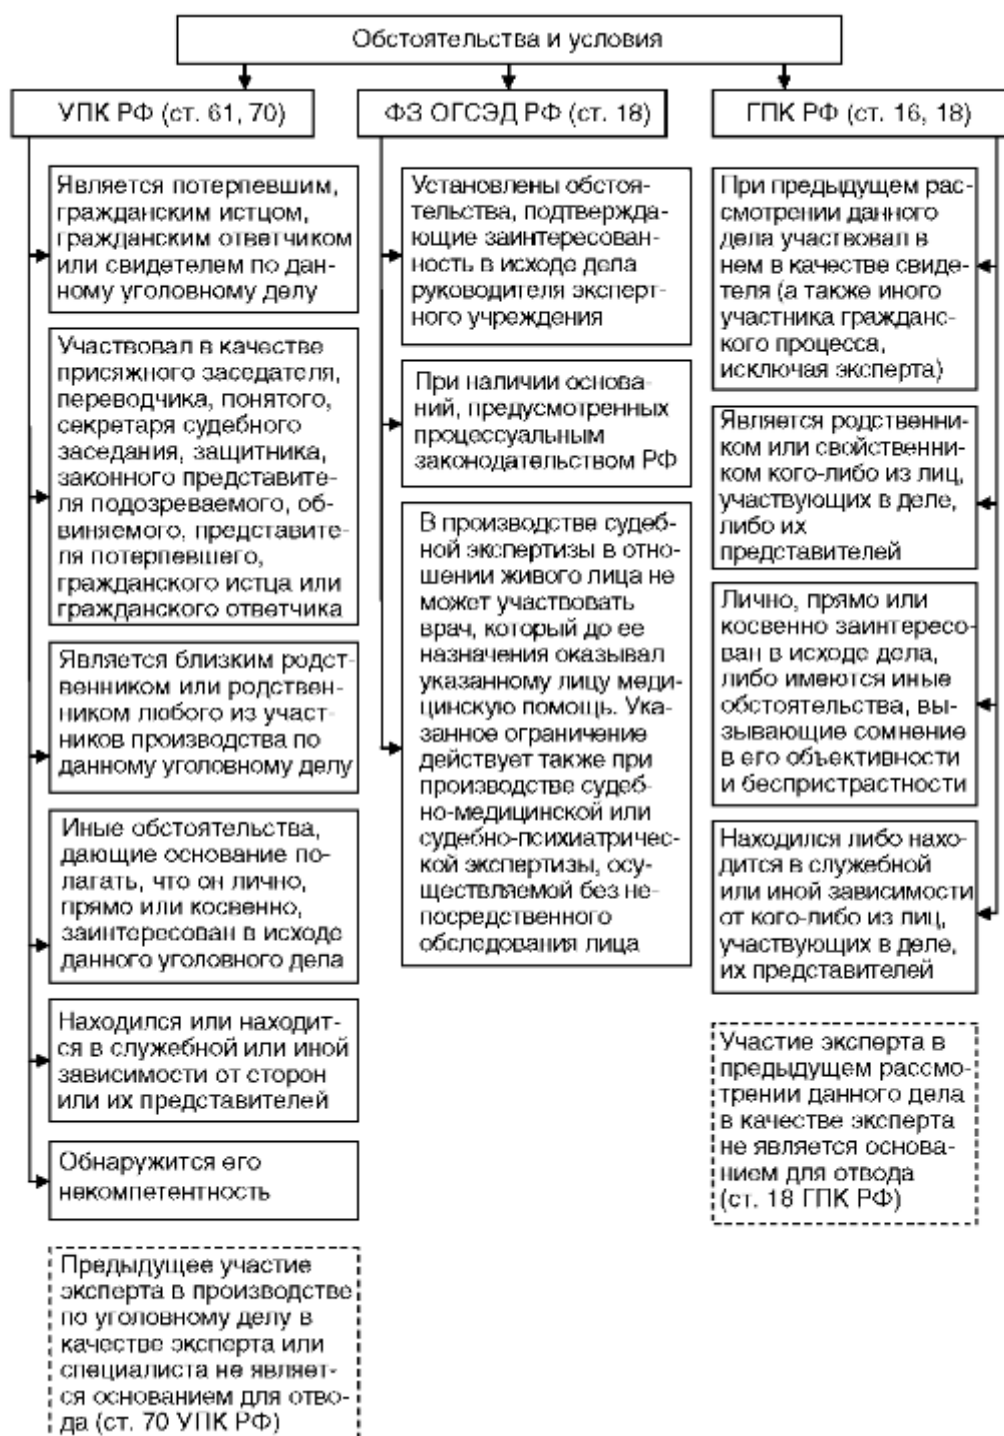 Обстоятельства и условия
УПК РФ (ст. 61, 70)
Является потерпевшим,
гражданским истцом,
гражданским ответчиком
или свидетелем по дан-
ному уголовному делу
Участвовал в качестве
присяжного заседателя,
переводчика, понятого,
секретаря судебного
заседания, защитника,
законного представите-
ля подозреваемого, об-
виняемого, представите-
ля потерпевшего,
гражданского истца или
гражданского ответчика
Является близким родст-
венником или родствен-
ником любого из участ-
ников производства по
данному уголовному делу
Иные обстоятельства,
дающие основание по-
лагать, что он лично,
прямо или косвенно,
заинтересован в исходе
данного уголовного дела
Находился или находит-
ся в служебной или иной
зависимости от сторон
или их представителей
Обнаружится его
некомпетентность
Предыдущее участие
эксперта в производстве
по уголовному делу в
качестве эксперта или
специалиста не являет-
ся основанием для отво-
да (ст. 70 УПК РФ)
ФЗ ОГСЭД РФ (ст. 18)
Установлены обстоя-
тельства, подтвержда-
ющие заинтересован-
ность в исходе дела
руководителя эксперт-
ного учреждения
При наличии основа-
ний, предусмотренных
процессуальным
законодательством РФ
В производстве судеб-
ной экспертизы в отно-
шении живого лица не
может участвовать
врач, который до ее
назначения оказывал
указанному лицу меди-
цинскую помощь. Ука-
занное ограничение
действует также при
производстве судеб-
но-медицинской или
судебно-психиатриче-
ской экспертизы, осу-
ществляемой без не-
посредственного
обследования лица
ГПК РФ (ст. 16, 18)
При предыдущем рас-
смотрении данного
дела участвовал в
нем в качестве свиде-
теля (а также иного
участника граждан-
ского процесса,
исключая эксперта)
Является родственни-
ком или свойственни-
ком кого-либо из лиц,
участвующих в деле,
либо их
представителей
Лично, прямо или
косвенно заинтересо-
ван в исходе дела,
либо имеются иные
обстоятельства, вы-
зывающие сомнение
в его объективности
и беспристрастности
Находился либо нахо-
дится в служебной
или иной зависимости
от кого-либо из лиц,
участвующих в деле,
их представителей
Участие эксперта в
предыдущем рассмо-
трении данного дела
в качестве эксперта
не является основа-
нием для отвода
(ст. 18 ГПК РФ)